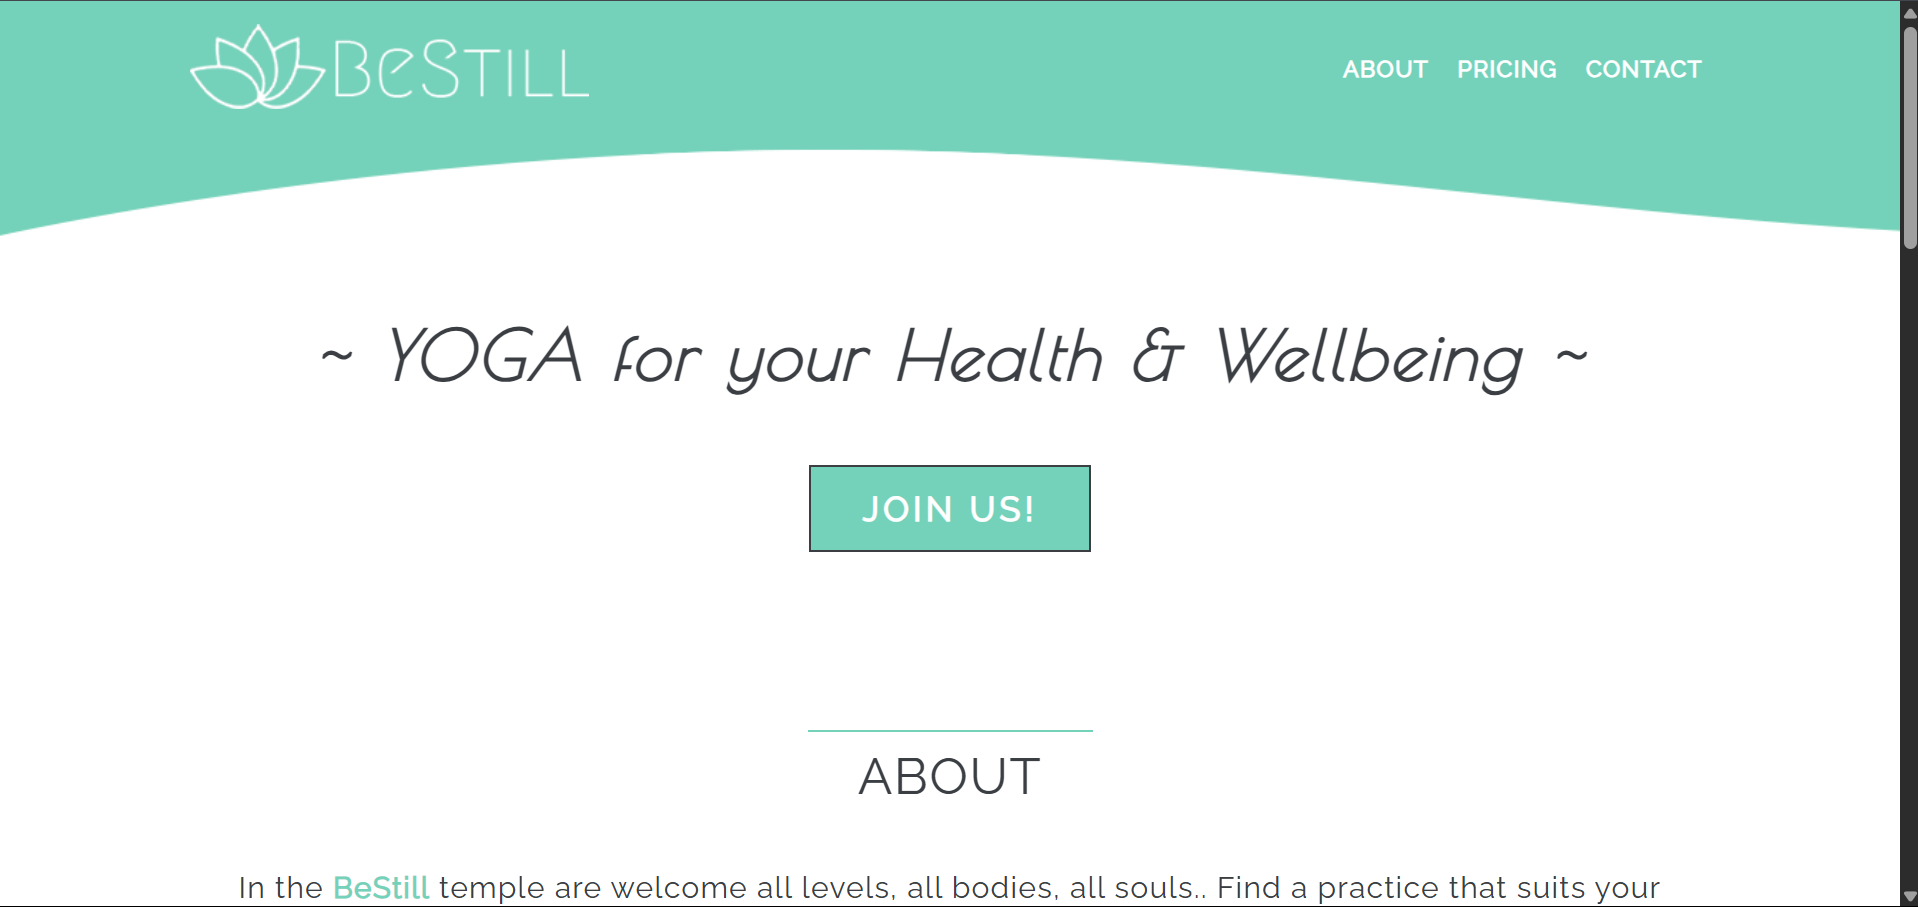 BeStill
ABOUT PRICING CONTACT
~ YOGA for your Health & Wellbeing ~
JOIN US!
ABOUT
In the BeStill temple are welcome all levels, all bodies, all souls.. Find a practice that suits your